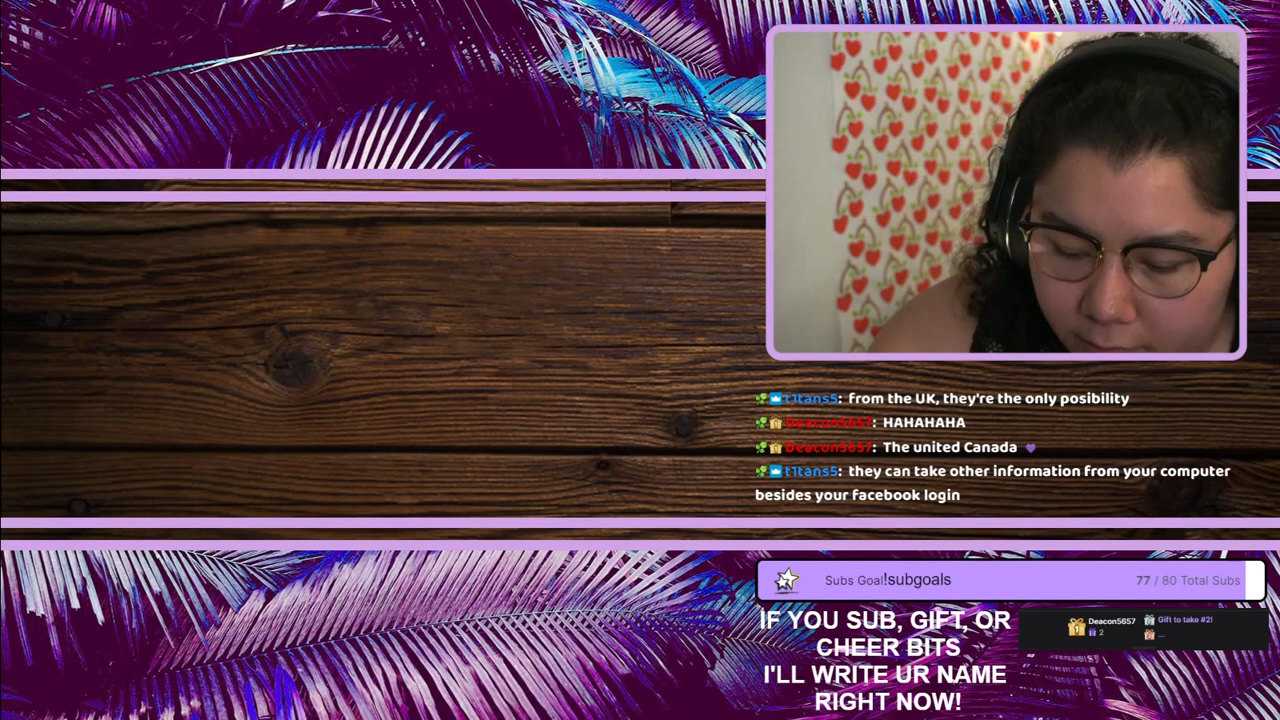 t1tans5: from the UK, they're the only posibility
Deacon5657: HAHAHAHA
Deacon5657: The united Canada
t1tans5: they can take other information from your computer
besides your facebook login
Subs Goal!subgoals
77 / 80 Total Subs
IF YOU SUB, GIFT, OR
CHEER BITS
I'LL WRITE UR NAME
RIGHT NOW!
1 Deacon5657
2
Gift to take #2!
...